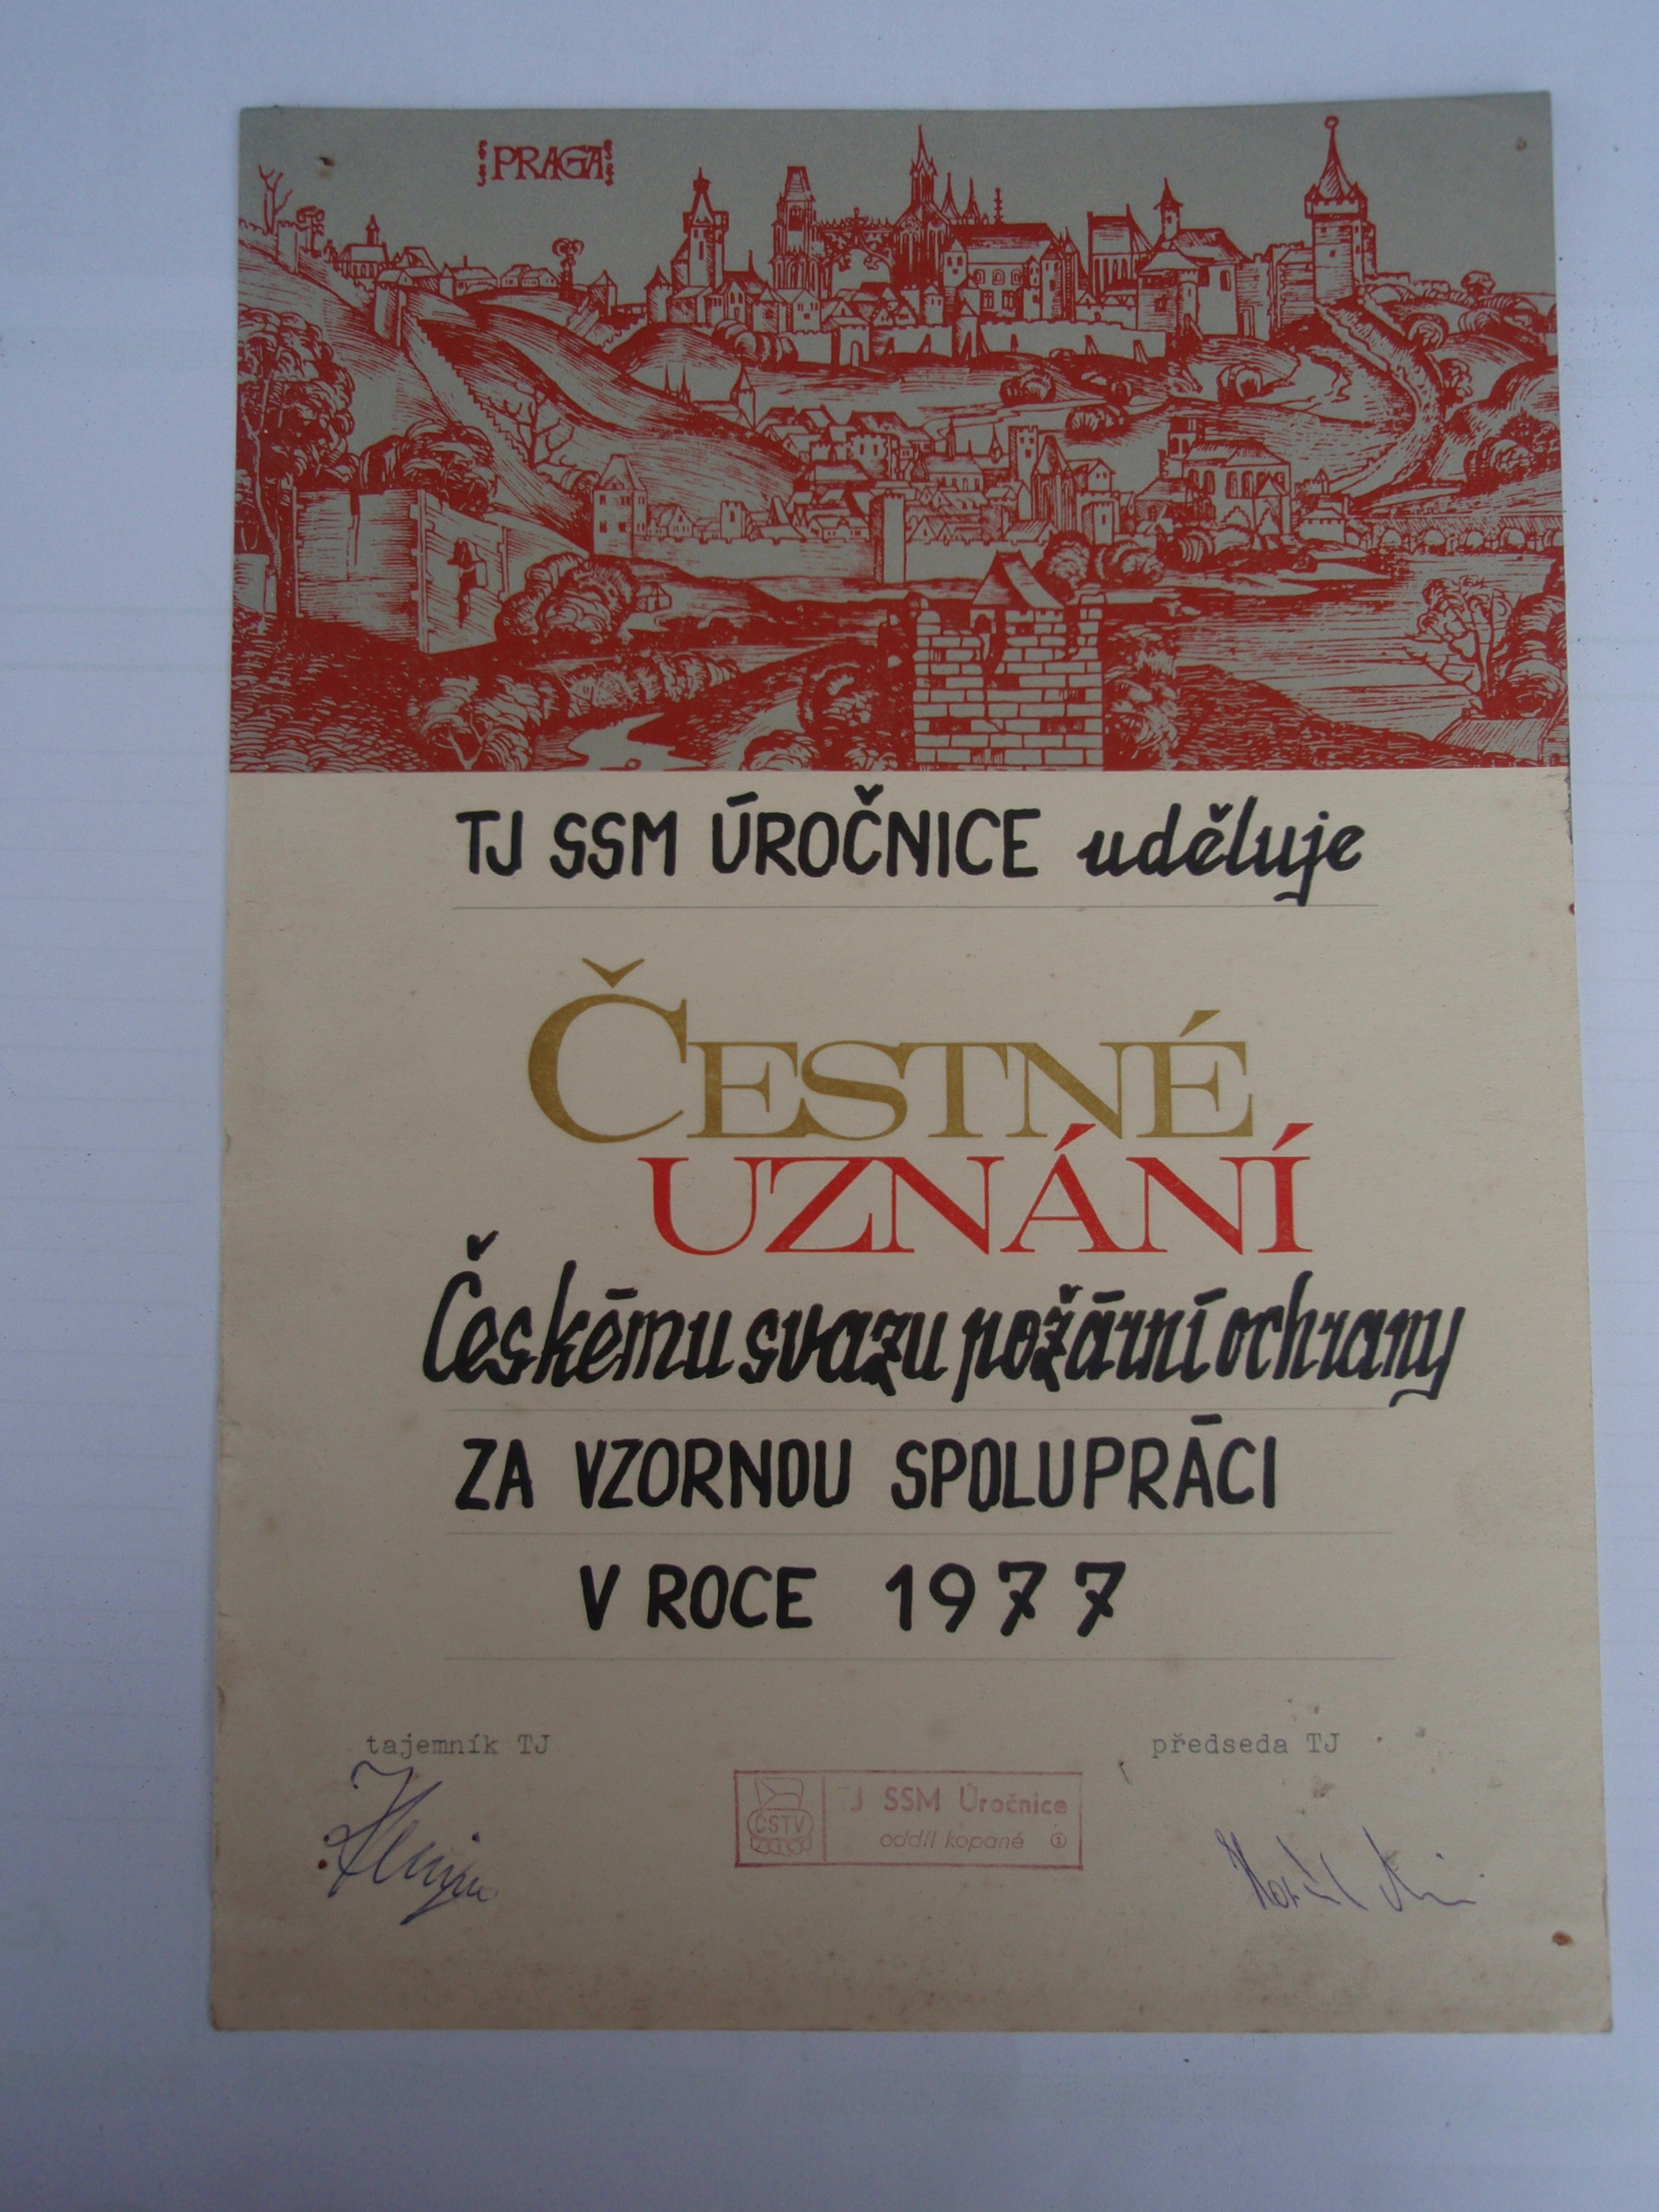 PRAGA
TJ SSM ÚROČNICE uděluje
ČESTNÉ
UZNÁNÍ
Českému svazu požární ochrany
ZA VZORNOU SPOLUPRÁCI
V ROCE 1977
tajemník TJ
předseda TJ
ČSTV
TJ SSM Úročnice
oddíl kopané 1